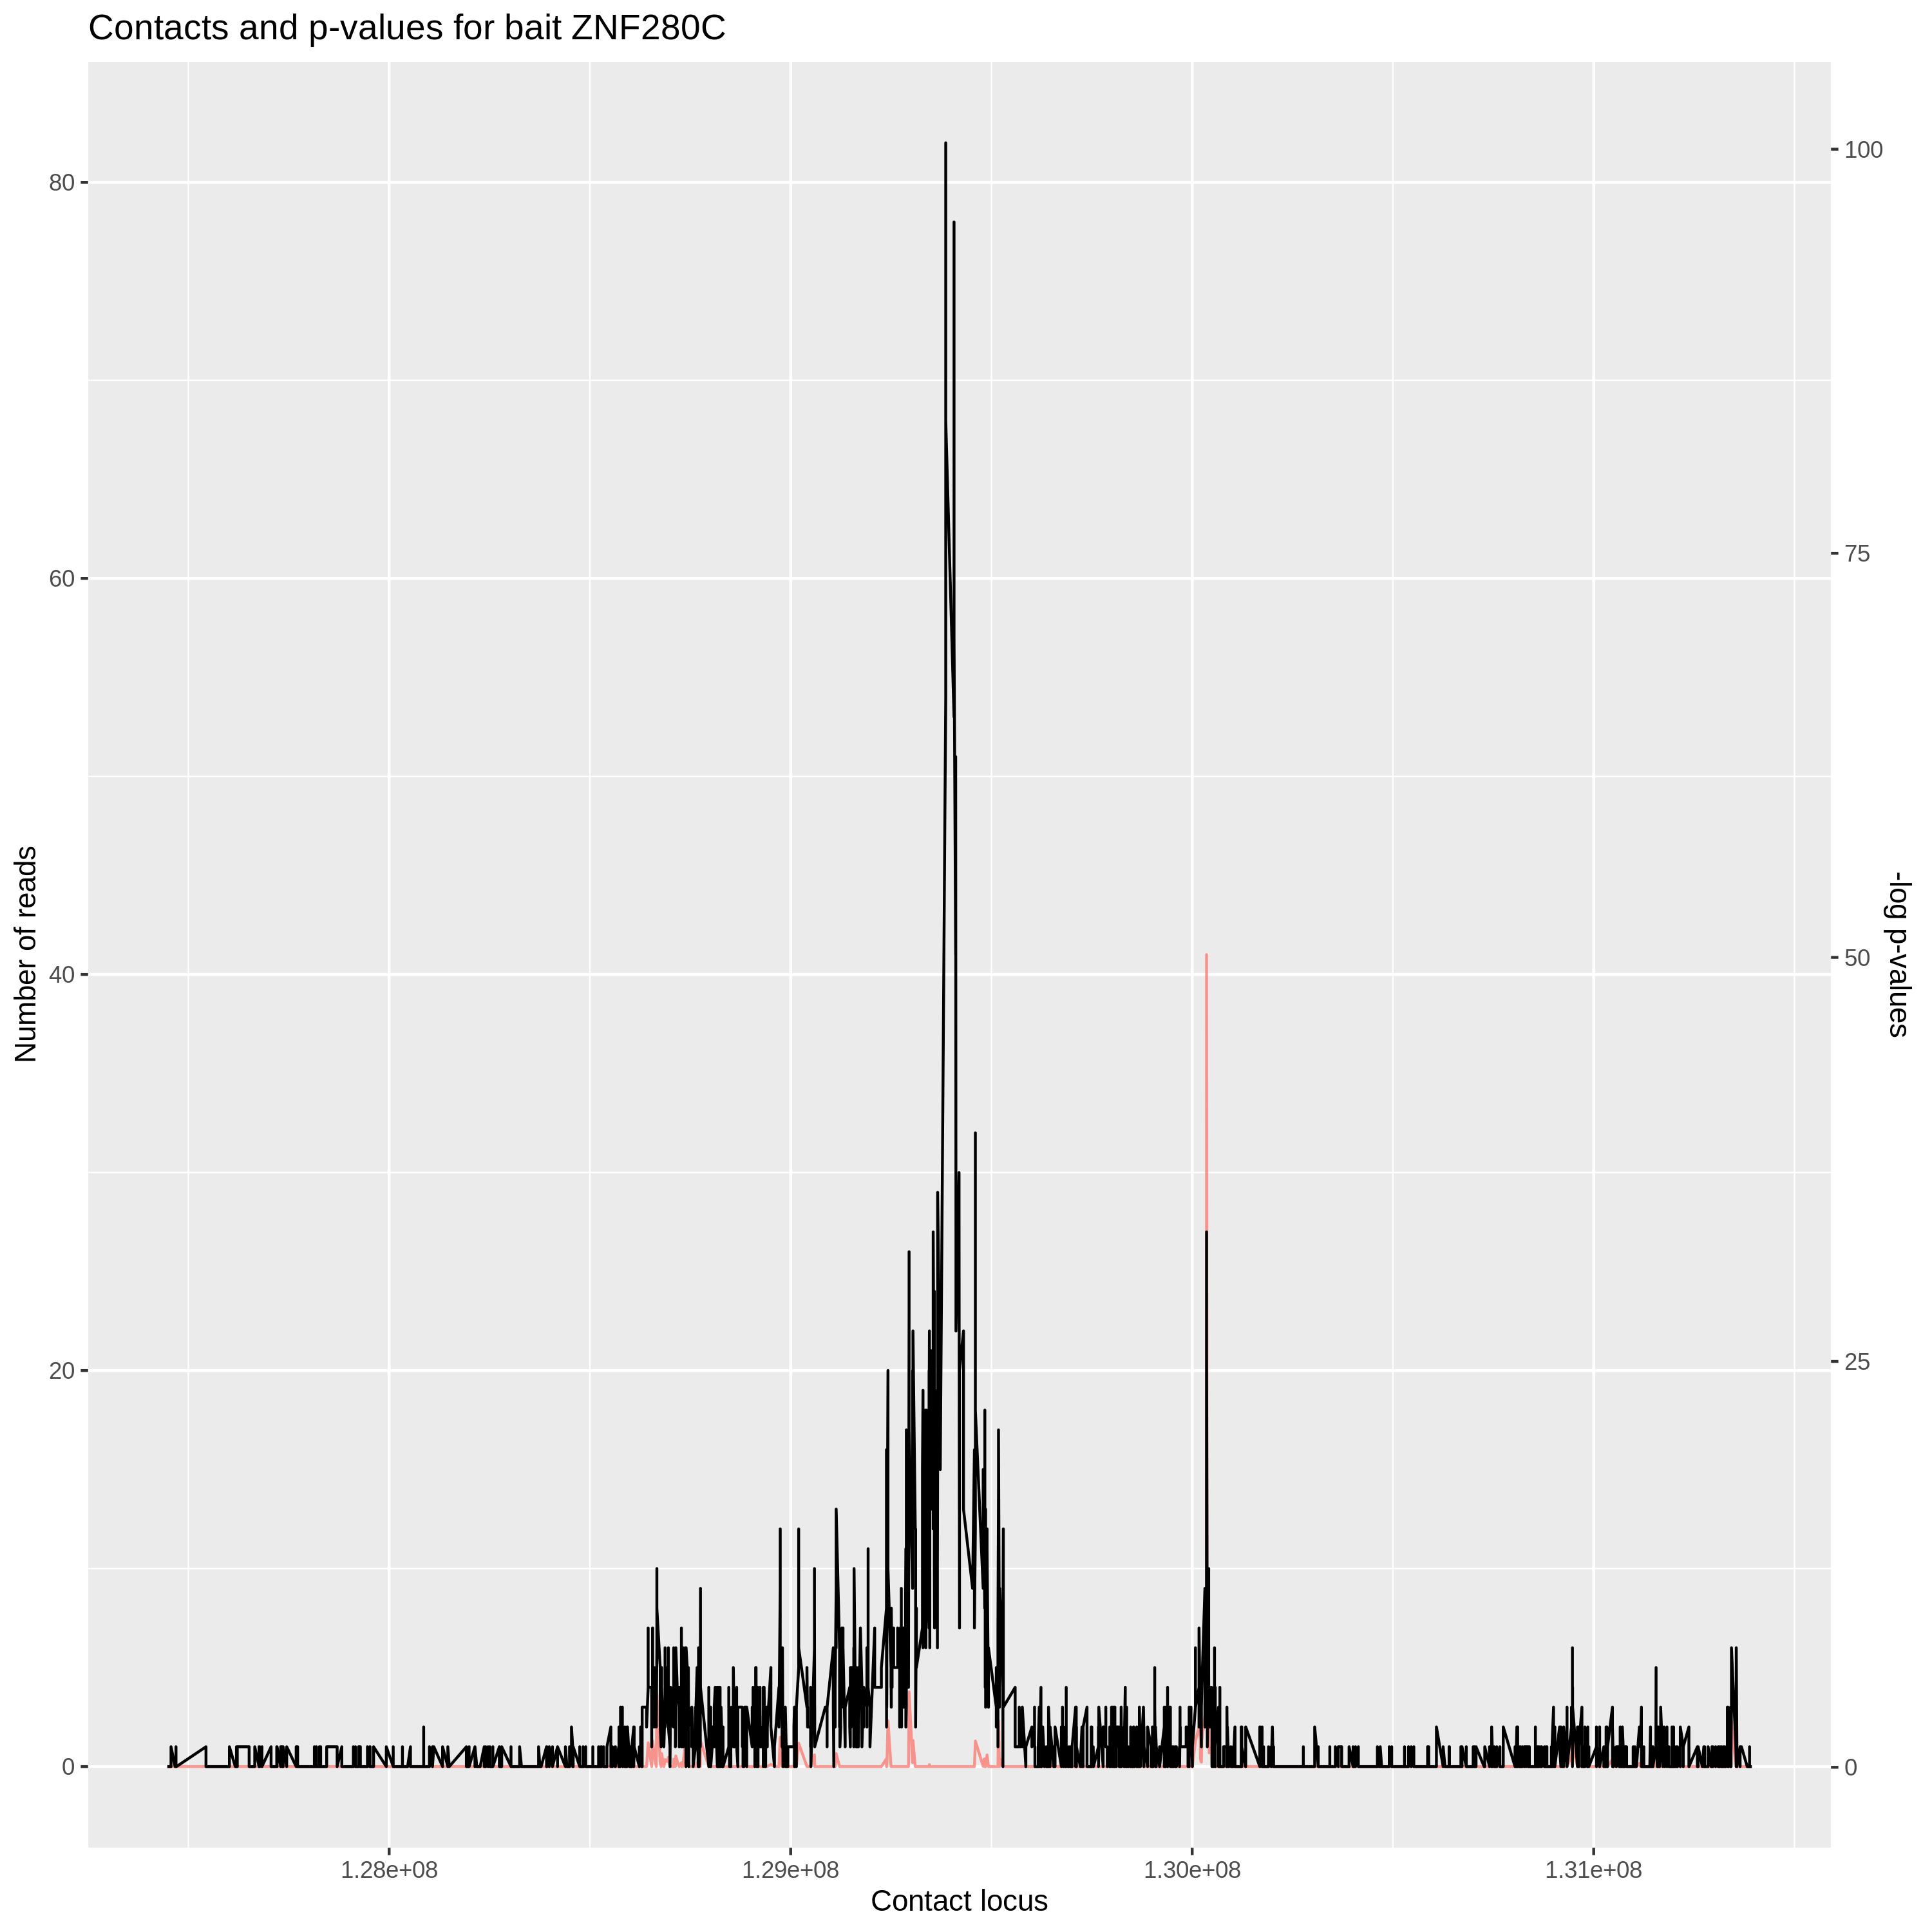 Contacts and p-values for bait ZNF280C
80
60
40
20
0
100
75
50
25
0
Number of reads
-log p-values
1.28e+08
1.29e+08
1.30e+08
1.31e+08
Contact locus